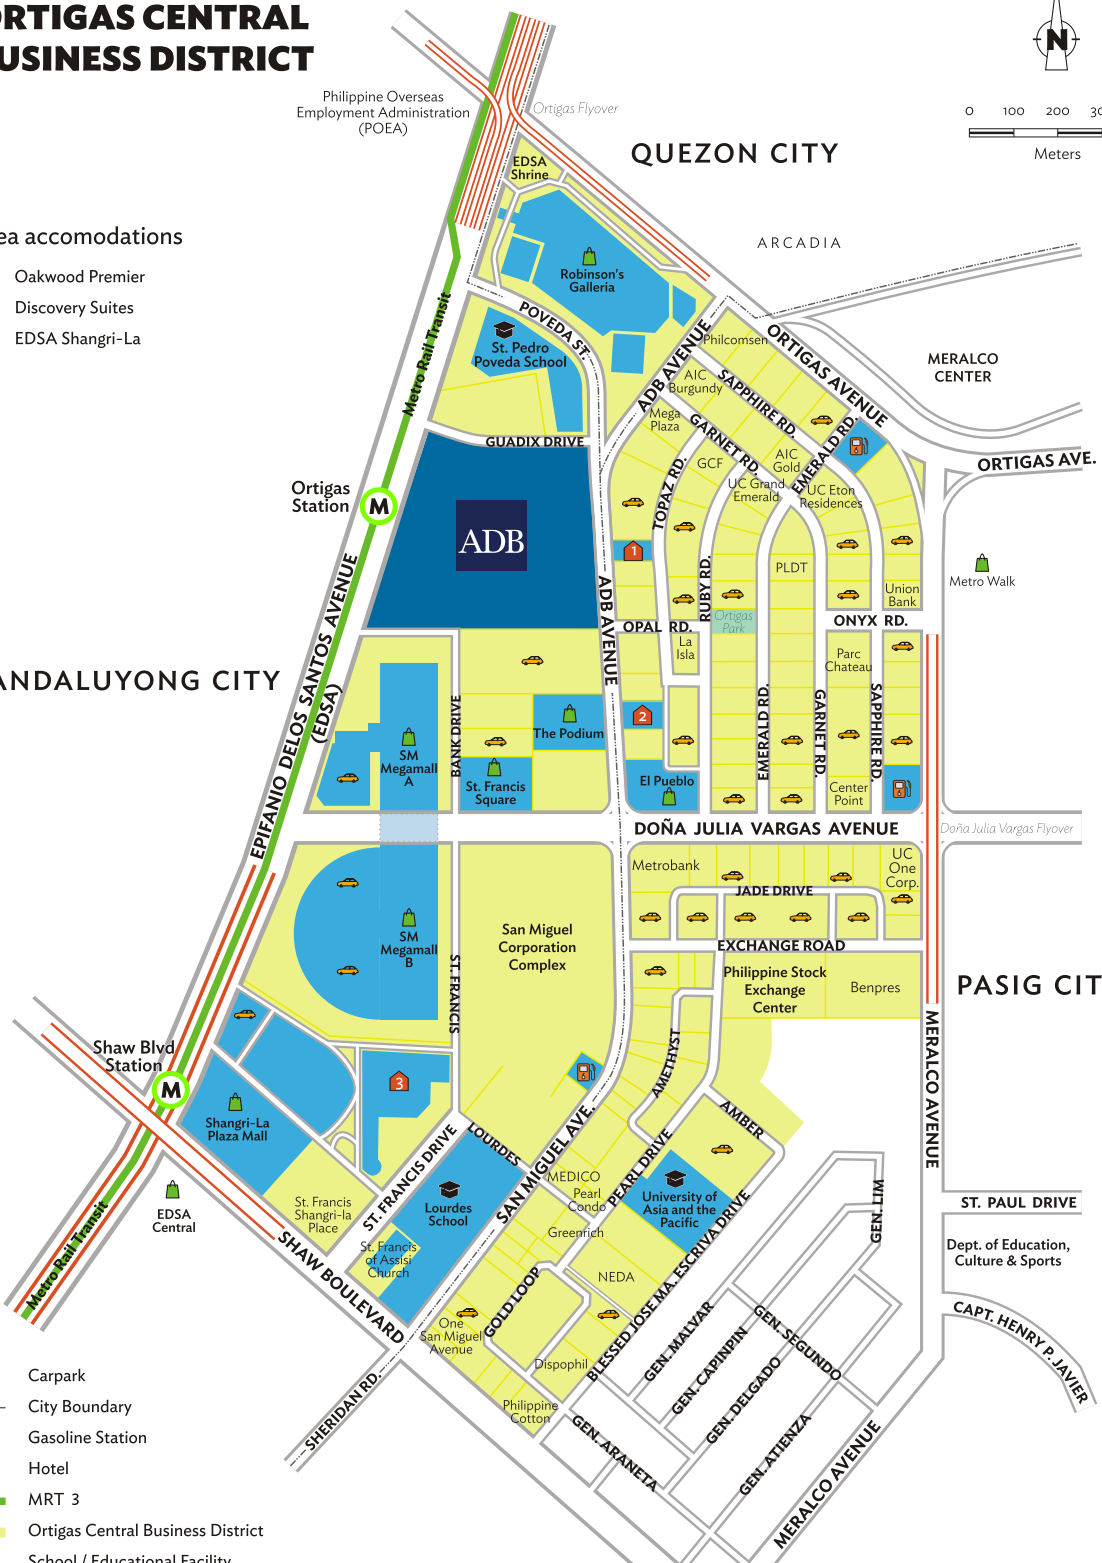 ORTIGAS CENTRAL
BUSINESS DISTRICT
Philippine Overseas
Employment Administration
(POEA)
Ortigas Flyover
N
0 100 200 30
Meters
QUEZON CITY
EDSA
Shrine
ARCADIA
ea accomodations
Oakwood Premier
Discovery Suites
EDSA Shangri-La
Robinson's
Galleria
Metro Rail Transit
POVEDA ST.
St. Pedro
Poveda School
ADB AVENUE
Philcomsen
ORTIGAS AVENUE
MERALCO
CENTER
AIC
Burgundy
SAPPHIRE RD.
Mega
Plaza
GARNET RD.
EMERALD RD.
GUADIX DRIVE
GCF
AIC
Gold
ORTIGAS AVE.
TOPAZ RD.
UC Grand
Emerald
UC Eton
Residences
Ortigas
Station
M
ADB
1
PLDT
Metro Walk
RUBY RD.
ADB AVENUE
Union
Bank
Ortigas
Park
OPAL RD.
ONYX RD.
La
Isla
Parc
Chateau
EPIFANIO DELOS SANTOS AVENUE
(EDSA)
ANDALUYONG CITY
BANK DRIVE
2
EMERALD RD.
GARNET RD.
SAPPHIRE RD.
The Podium
SM
Megamall
A
St. Francis
Square
El Pueblo
Center
Point
DOÑA JULIA VARGAS AVENUE
Doña Julia Vargas Flyover
Metrobank
UC
One
Corp.
JADE DRIVE
SM
Megamall
B
San Miguel
Corporation
Complex
EXCHANGE ROAD
ST. FRANCIS
Philippine Stock
Exchange
Center
Benpres
PASIG CIT
MERALCO AVENUE
Shaw Blvd
Station
M
AMETHYST
3
Shangri-La
Plaza Mall
AMBER
LOURDES
SAN MIGUEL AVE.
PEARL DRIVE
ST. FRANCIS DRIVE
MEDICO
Pearl
Condo
University of
Asia and the
Pacific
Lourdes
School
EDSA
Central
St. Francis
Shangri-la
Place
GEN. LIM
ST. PAUL DRIVE
Greenrich
St. Francis
of Assisi
Church
Dept. of Education,
Culture & Sports
Metro Rail Transit
SHAW BOULEVARD
NEDA
GOLD LOOP
BLESSED JOSE MA. ESCRIVA DRIVE
CAPT. HENRY P. JAVIER
One
San Miguel
Avenue
GEN. MALVAR
GEN. SEGUNDO
GEN. CAPINPIN
GEN. DELGADO
Dispophil
Philippine
Cotton
SHERIDAN RD.
GEN. ARANETA
GEN. ATIENZA
MERALCO AVENUE
Carpark
City Boundary
Gasoline Station
Hotel
MRT 3
Ortigas Central Business District
School / Educational Facility